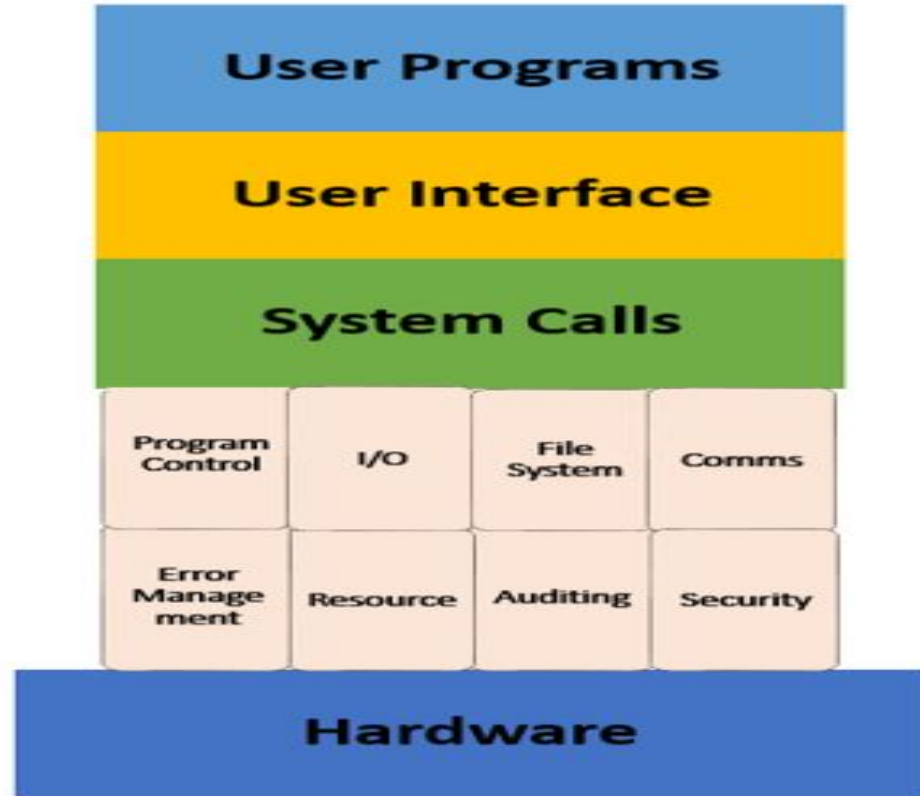 User Programs
User Interface
System Calls
Program
Control
I/O
File
System
Comms
Error
Manage
ment
Resource
Auditing
Security
Hardware